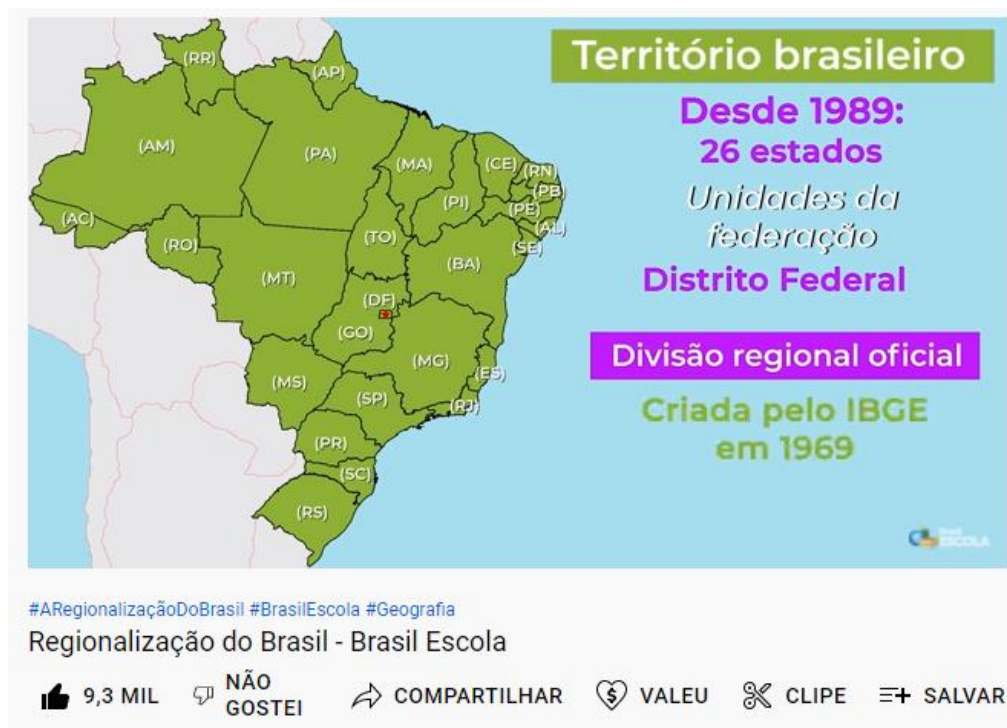 (RR)
(AP)
(AM)
(PA)
(MA)
(CE)
(RN)
(PB)
(PI)
(PE)
(AL)
(SE)
(AC)
(RO)
(TO)
(BA)
(MT)
(DF)
(GO)
(MG)
(ES)
(MS)
(SP)
(RJ)
(PR)
(SC)
(RS)
Território brasileiro
Desde 1989:
26 estados
Unidades da
federação
Distrito Federal
Divisão regional oficial
Criada pelo IBGE
em 1969
Brasil
ESCOLA
#ARegionalizaçãoDoBrasil #BrasilEscola #Geografia
Regionalização do Brasil - Brasil Escola
9,3 MIL
NÃO
GOSTEI
COMPARTILHAR
VALEU
CLIPE
SALVAR